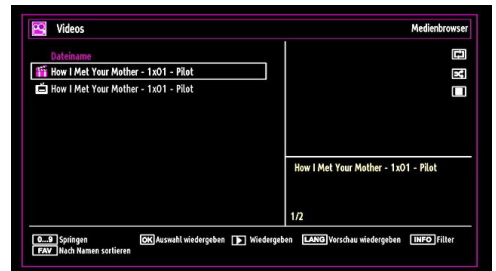 Videos Medienbrowser
Dateiname
How I Met Your Mother - 1x01 - Pilot
How I Met Your Mother - 1x01 - Pilot
How I Met Your Mother - 1x01 - Pilot
1/2
0...9 Springen OK Auswahl wiedergeben Wiedergeben LANG Vorschau wiedergeben INFO Filter
FAV Nach Namen sortieren